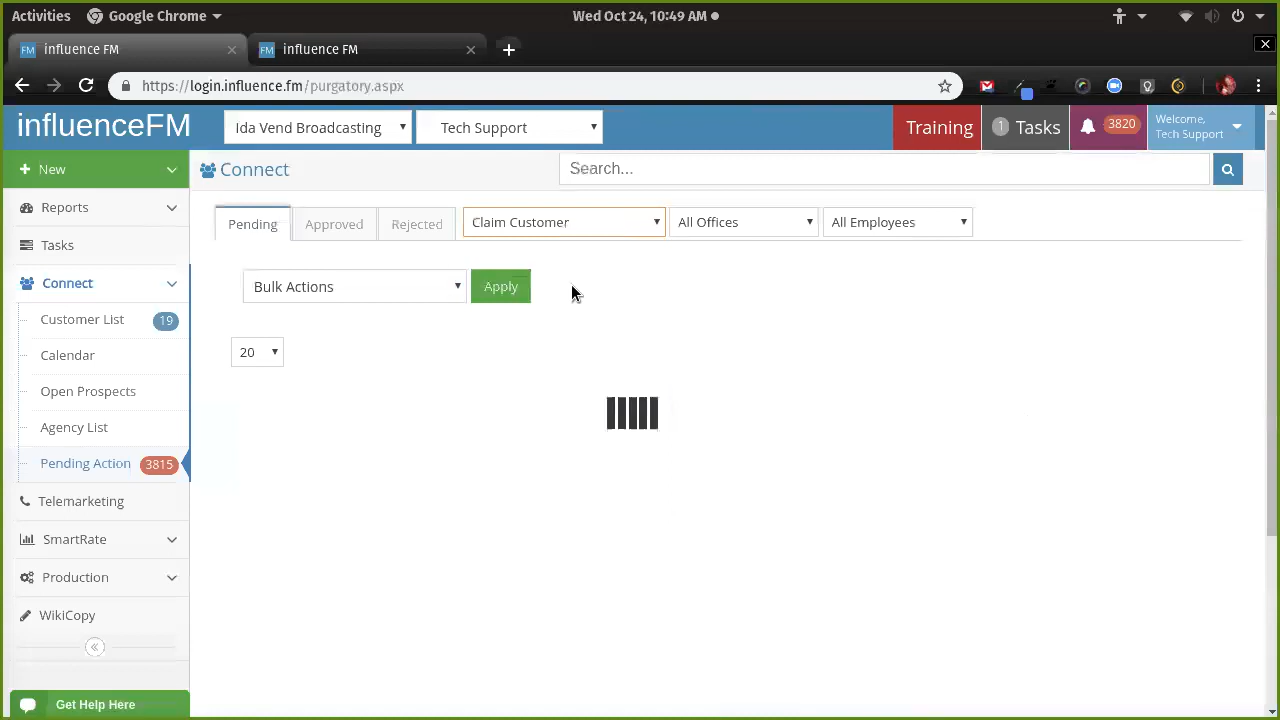 Activities Google Chrome Wed Oct 24, 10:49 AM
FM influence FM FM influence FM
https://login.influence.fm/purgatory.aspx
influenceFM Ida Vend Broadcasting Tech Support Training 1 Tasks 3820 Welcome, Tech Support
New Connect Search...
Reports Pending Approved Rejected Claim Customer All Offices All Employees
Tasks
Connect Bulk Actions Apply
Customer List 19
Calendar 20
Open Prospects
Agency List
Pending Action 3815
Telemarketing
SmartRate
Production
WikiCopy
Get Help Here